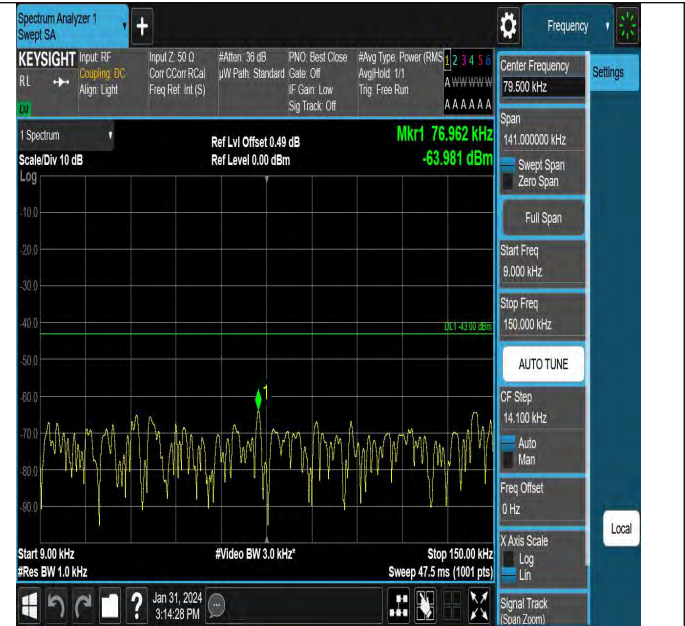 Spectrum Analyzer 1
Swept SA
+
Frequency
KEYSIGHT
RL
Input: RF
Coupling: DC
Align: Light
Input Z: 50 Ω
Corr CCorr RCal
Freq Ref: Int (S)
#Atten: 36 dB
µW Path: Standard
PNO: Best Close
Gate: Off
IF Gain: Low
Sig Track: Off
#Avg Type: Power (RMS
Avg|Hold: 1/1
Trig: Free Run
1 2 3 4 5 6
A W W W W W
A A A A A A
1 Spectrum
Scale/Div 10 dB
Log
Ref Lvl Offset 0.49 dB
Ref Level 0.00 dBm
Mkr1 76.962 kHz
-63.981 dBm
-10.0
-20.0
-30.0
-40.0
-50.0
-60.0
-70.0
-80.0
-90.0
DL1 -43.00 dBm
1
Start 9.00 kHz
#Res BW 1.0 kHz
#Video BW 3.0 kHz*
Stop 150.00 kHz
Sweep 47.5 ms (1001 pts)
Jan 31, 2024
3:14:28 PM
Center Frequency
79.500 kHz
Settings
Span
141.000000 kHz
Swept Span
Zero Span
Full Span
Start Freq
9.000 kHz
Stop Freq
150.000 kHz
AUTO TUNE
CF Step
14.100 kHz
Auto
Man
Freq Offset
0 Hz
X Axis Scale
Log
Lin
Local
Signal Track
(Span Zoom)